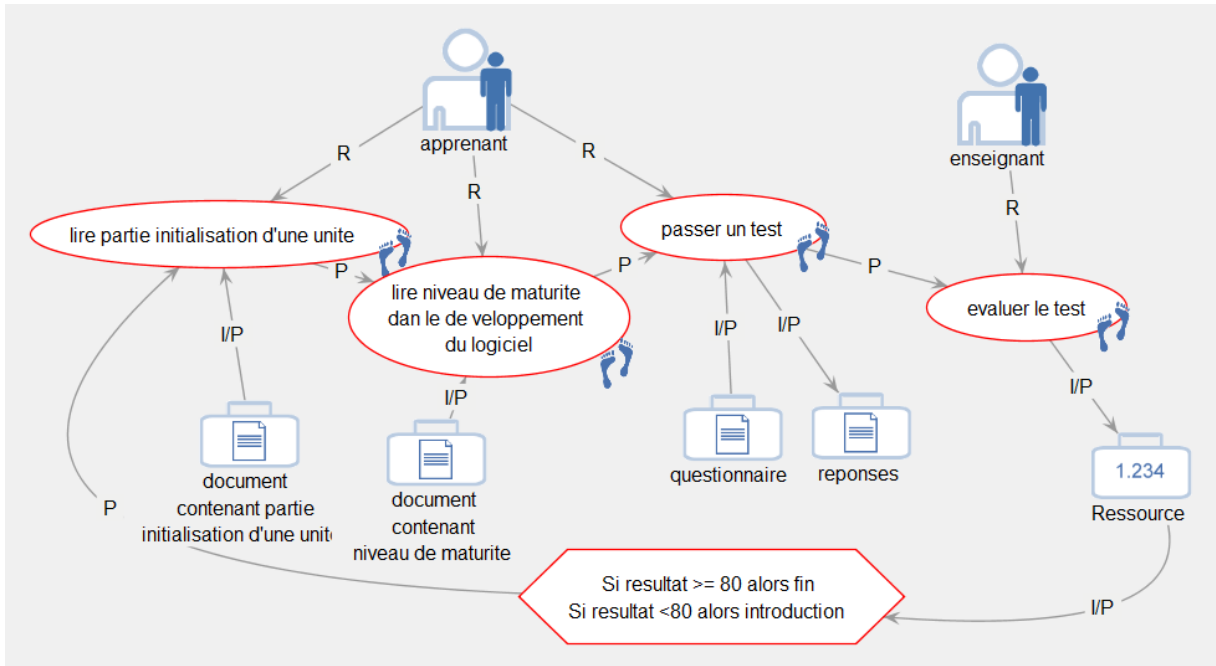 apprenant
enseignant
R
R
R
R
lire partie initialisation d'une unite
passer un test
P
P
P
lire niveau de maturite
dan le de veloppement
du logiciel
evaluer le test
I/P
I/P
I/P
I/P
I/P
document
contenant partie
initialisation d'une unite
document
contenant
niveau de maturite
questionnaire
reponses
1.234
Ressource
P
Si resultat >= 80 alors fin
Si resultat <80 alors introduction
I/P